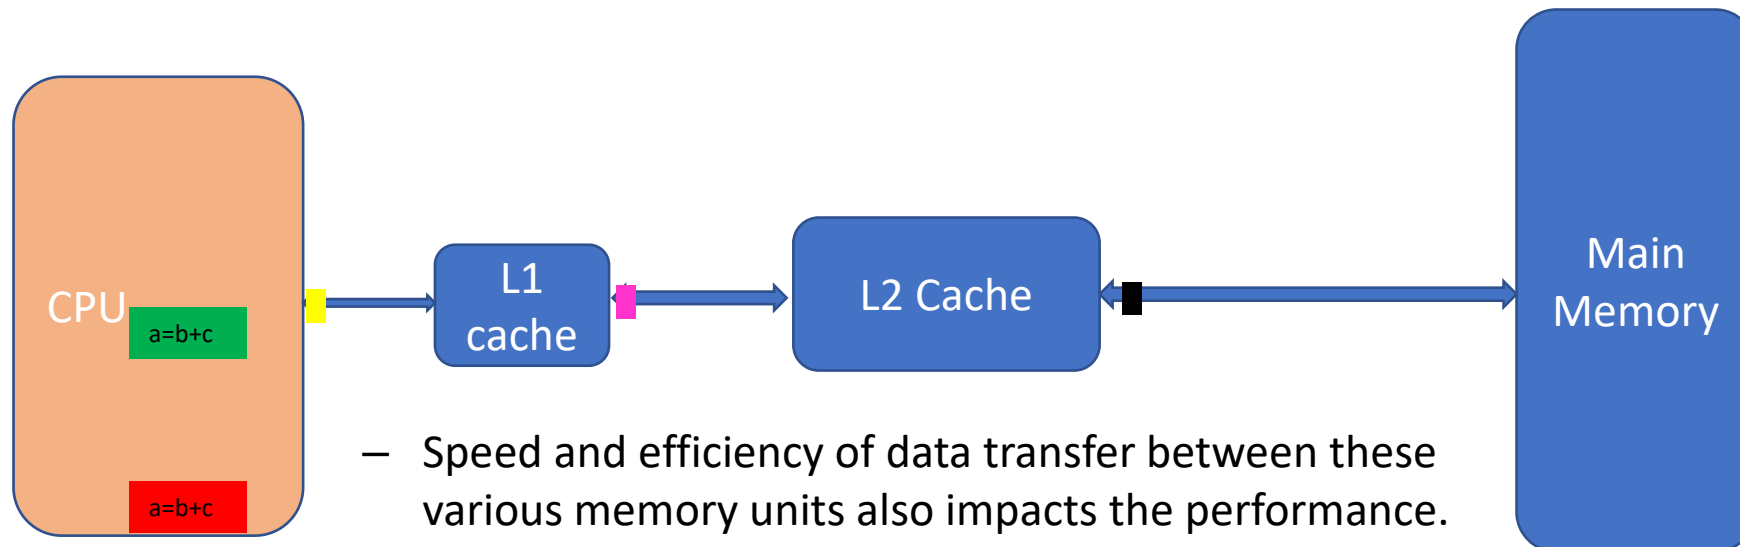 CPU
a=b+c
a=b+c
L1
cache
L2 Cache
Main
Memory
– Speed and efficiency of data transfer between these
various memory units also impacts the performance.